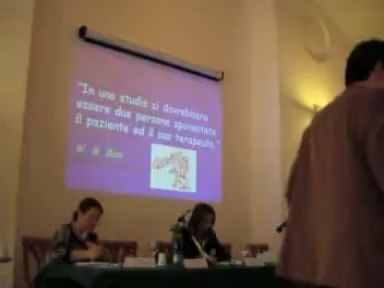 "In uno studio ci dovrebbero
essere due persone spaventate
il paziente ed il suo terapeuta."
W. R. Bion